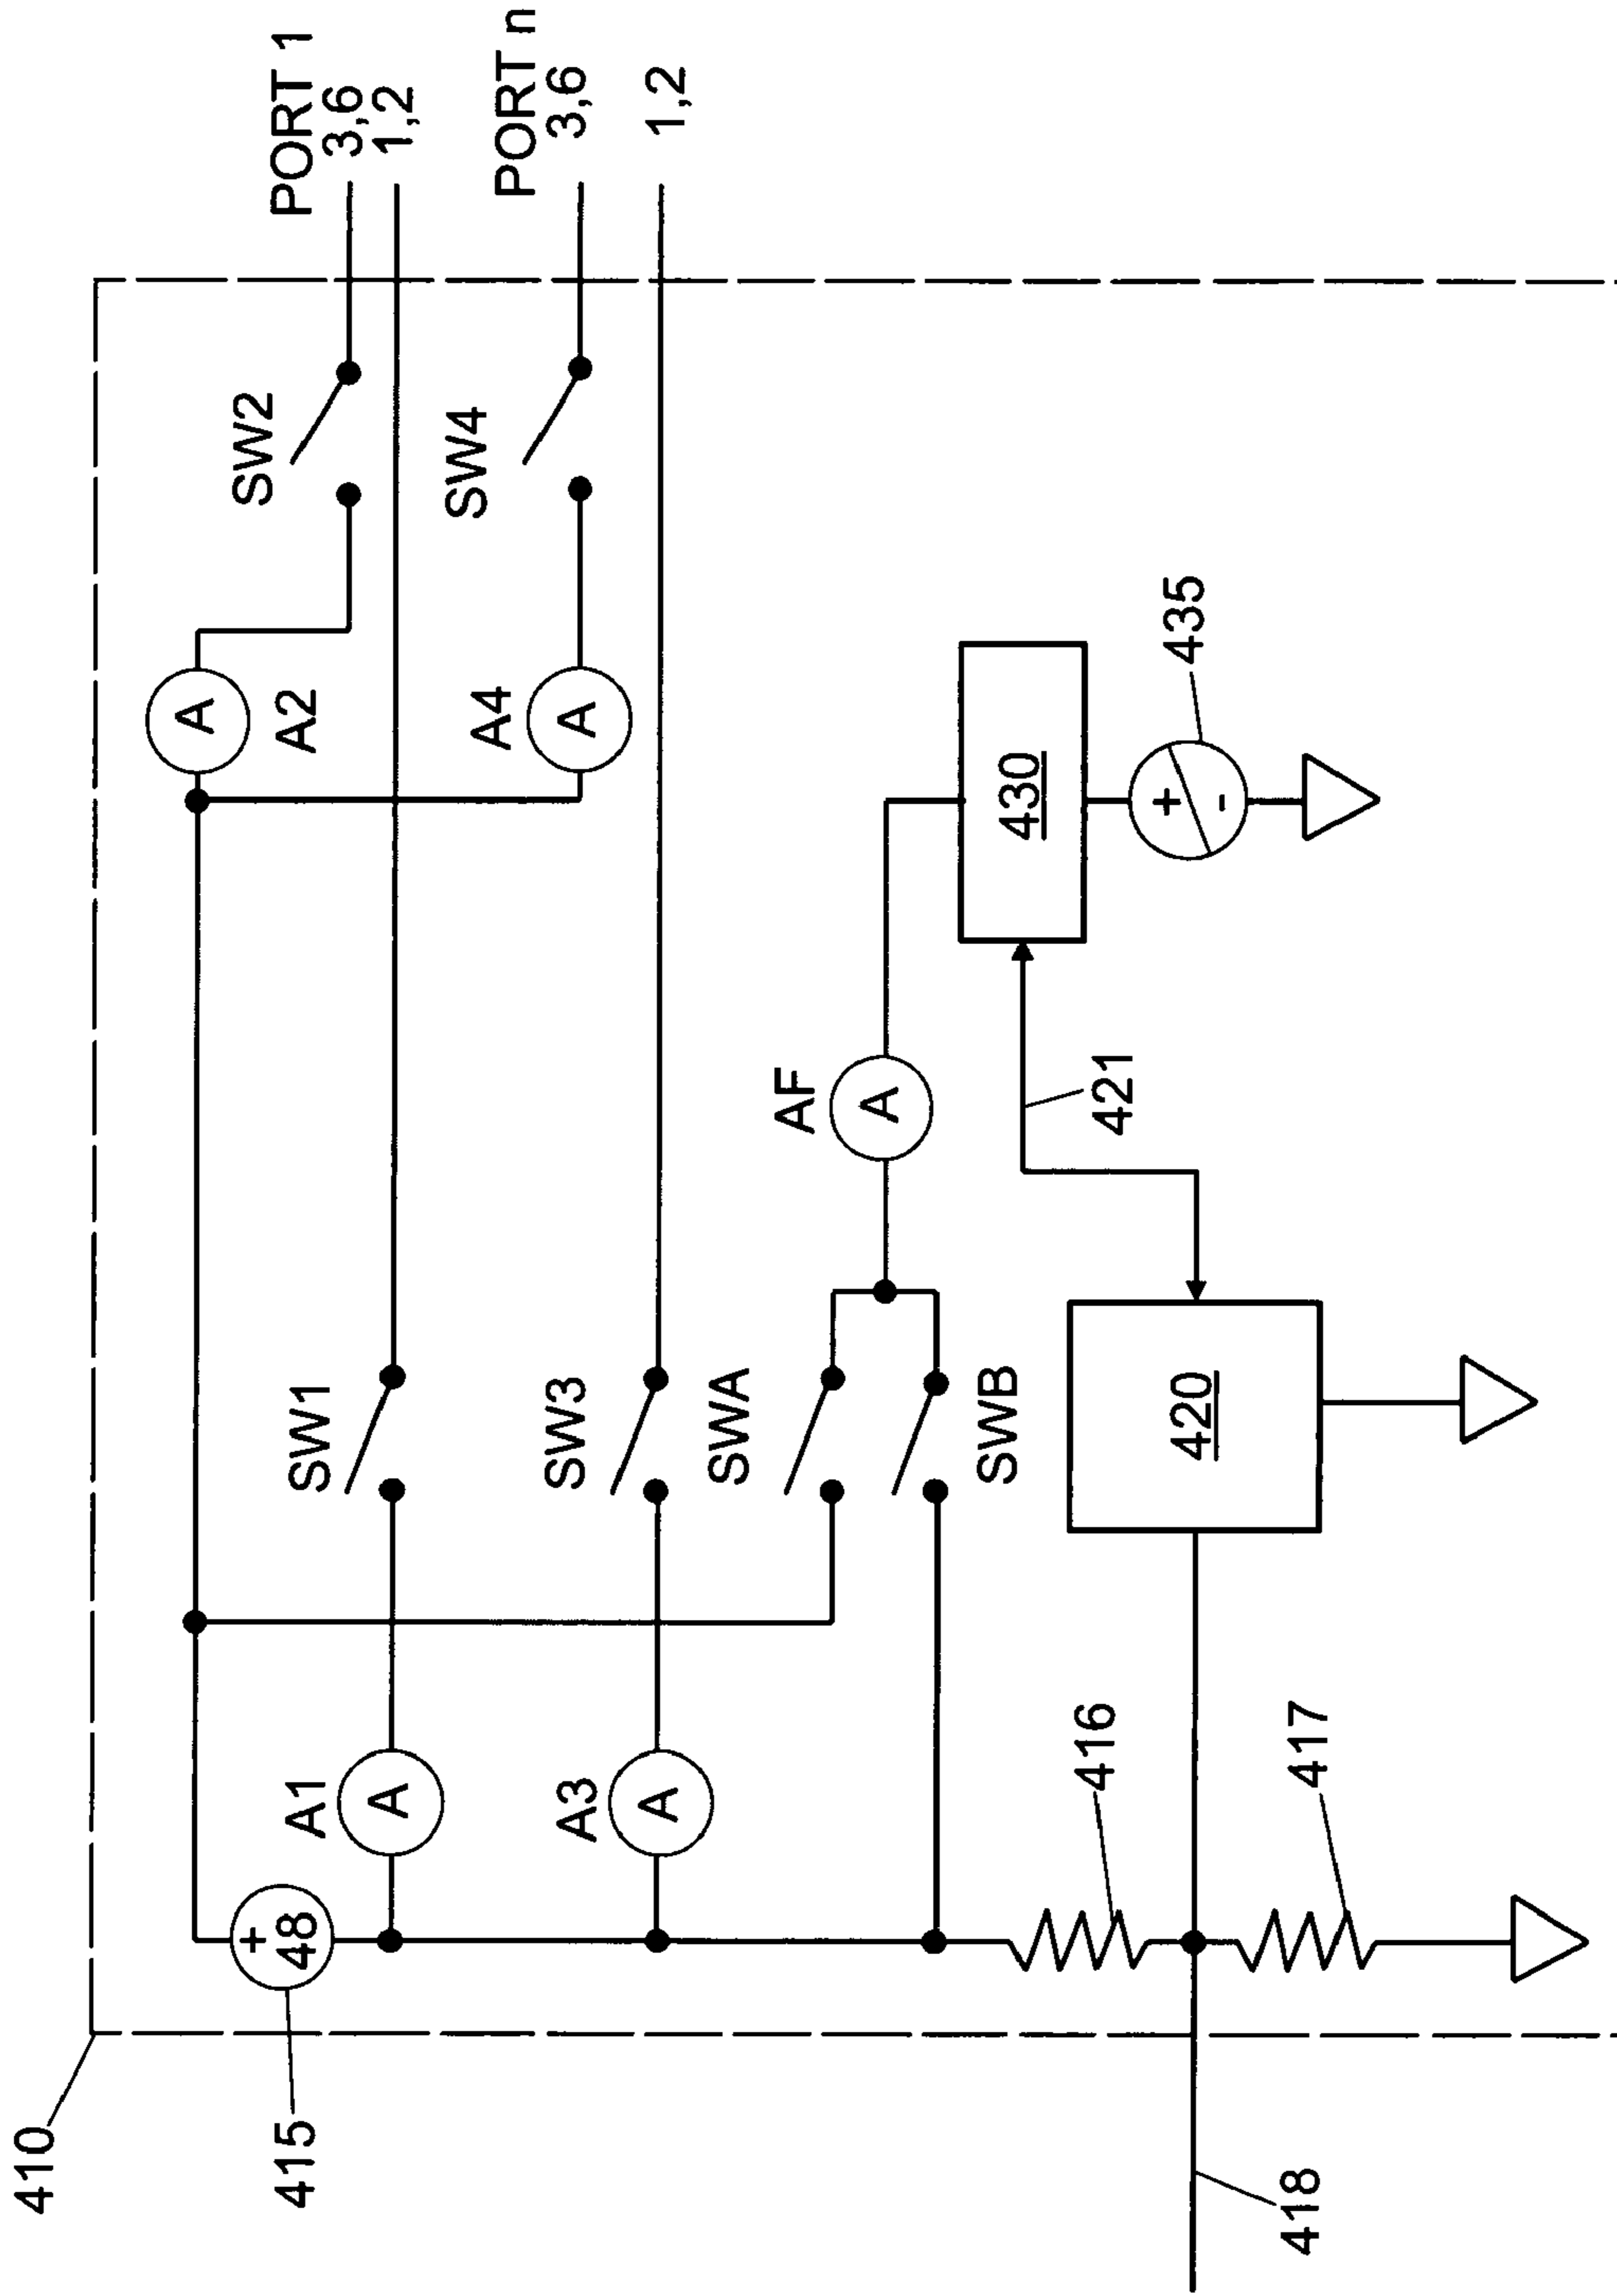 410
415
+
48
A1
A
A3
A
416
417
418
SW1
SW3
SWA
SWB
420
421
AF
A
430
435
+
-
A
A2
A4
A
SW2
SW4
PORT 1
3,6
1,2
PORT n
3,6
1,2